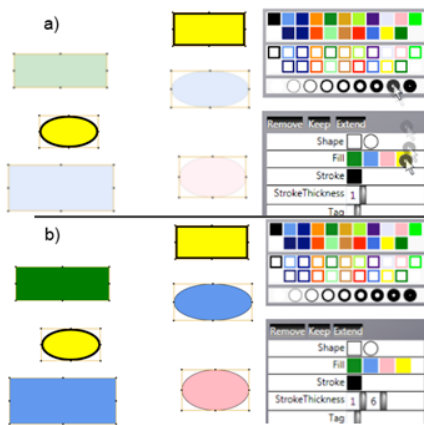 a)
Remove Keep Extend
Shape
Fill
Stroke
StrokeThickness 1
Tag
b)
Remove Keep Extend
Shape
Fill
Stroke
StrokeThickness 1 6
Tag